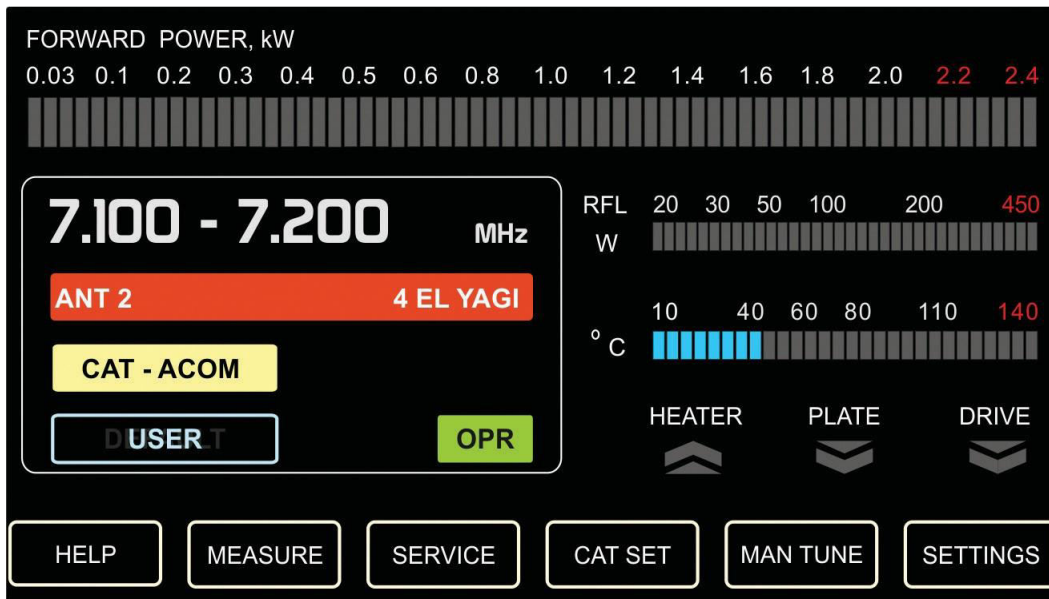 FORWARD POWER, kW
0.03 0.1 0.2 0.3 0.4 0.5 0.6 0.8 1.0 1.2 1.4 1.6 1.8 2.0 2.2 2.4
7.100 - 7.200 MHz
ANT 2 4 EL YAGI
CAT - ACOM
USER OPR
RFL 20 30 50 100 200 450
W
10 40 60 80 110 140
°C
HEATER PLATE DRIVE
HELP MEASURE SERVICE CAT SET MAN TUNE SETTINGS